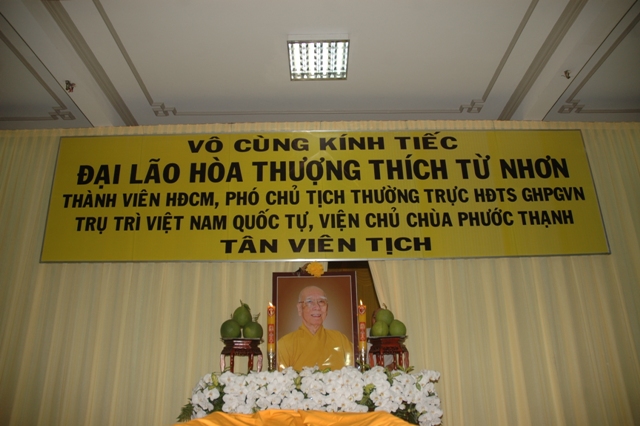 VÔ CÙNG KÍNH TIẾC
ĐẠI LÃO HÒA THƯỢNG THÍCH TỪ NHƠN
THÀNH VIÊN HĐCM, PHÓ CHỦ TỊCH THƯỜNG TRỰC HĐTS GHPGVN
TRỤ TRÌ VIỆT NAM QUỐC TỰ, VIỆN CHỦ CHÙA PHƯỚC THẠNH
TÂN VIÊN TỊCH